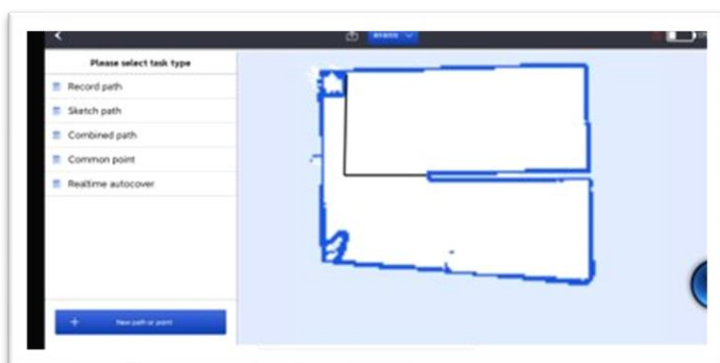 Please select task type
Record path
Sketch path
Combined path
Common point
Realtime autocover
+ New path or point